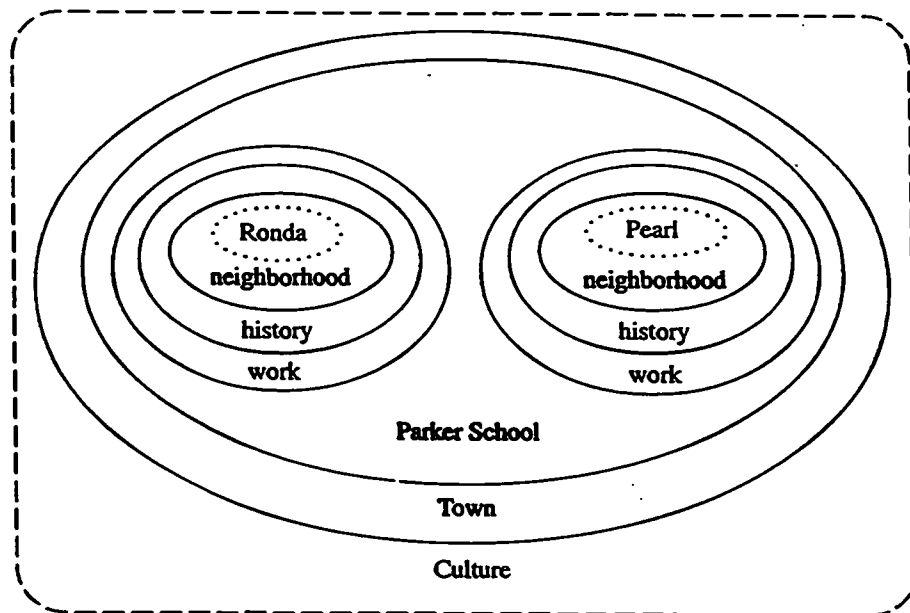 Ronda
neighborhood
history
work
Pearl
neighborhood
history
work
Parker School
Town
Culture